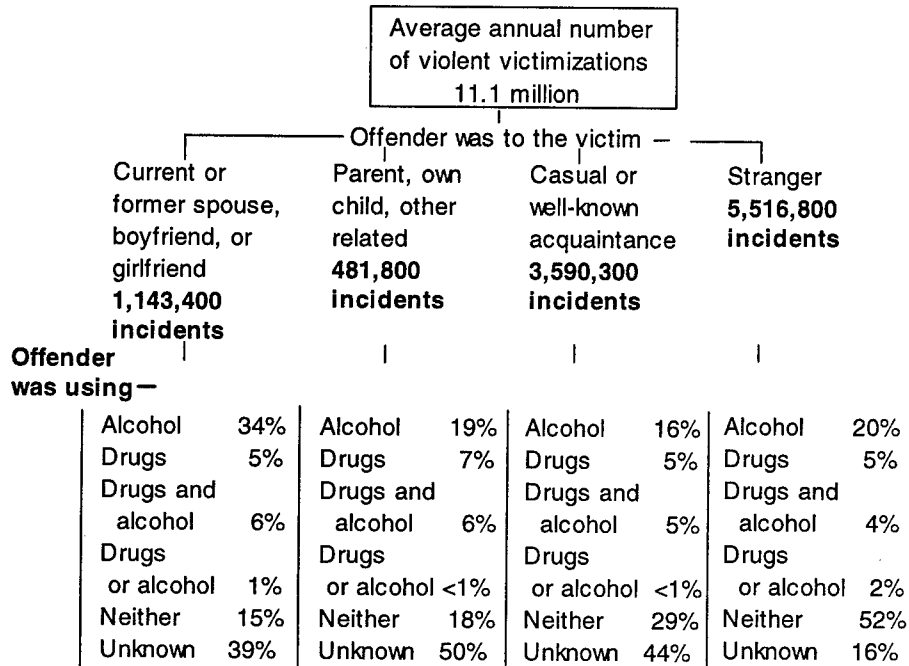 Average annual number
of violent victimizations
11.1 million
Offender was to the victim —
Current or
former spouse,
boyfriend, or
girlfriend
1,143,400
incidents
Parent, own
child, other
related
481,800
incidents
Casual or
well-known
acquaintance
3,590,300
incidents
Stranger
5,516,800
incidents
Offender
was using—
Alcohol 34%
Drugs 5%
Drugs and
alcohol 6%
Drugs
or alcohol 1%
Neither 15%
Unknown 39%
Alcohol 19%
Drugs 7%
Drugs and
alcohol 6%
Drugs
or alcohol <1%
Neither 18%
Unknown 50%
Alcohol 16%
Drugs 5%
Drugs and
alcohol 5%
Drugs
or alcohol <1%
Neither 29%
Unknown 44%
Alcohol 20%
Drugs 5%
Drugs and
alcohol 4%
Drugs
or alcohol 2%
Neither 52%
Unknown 16%